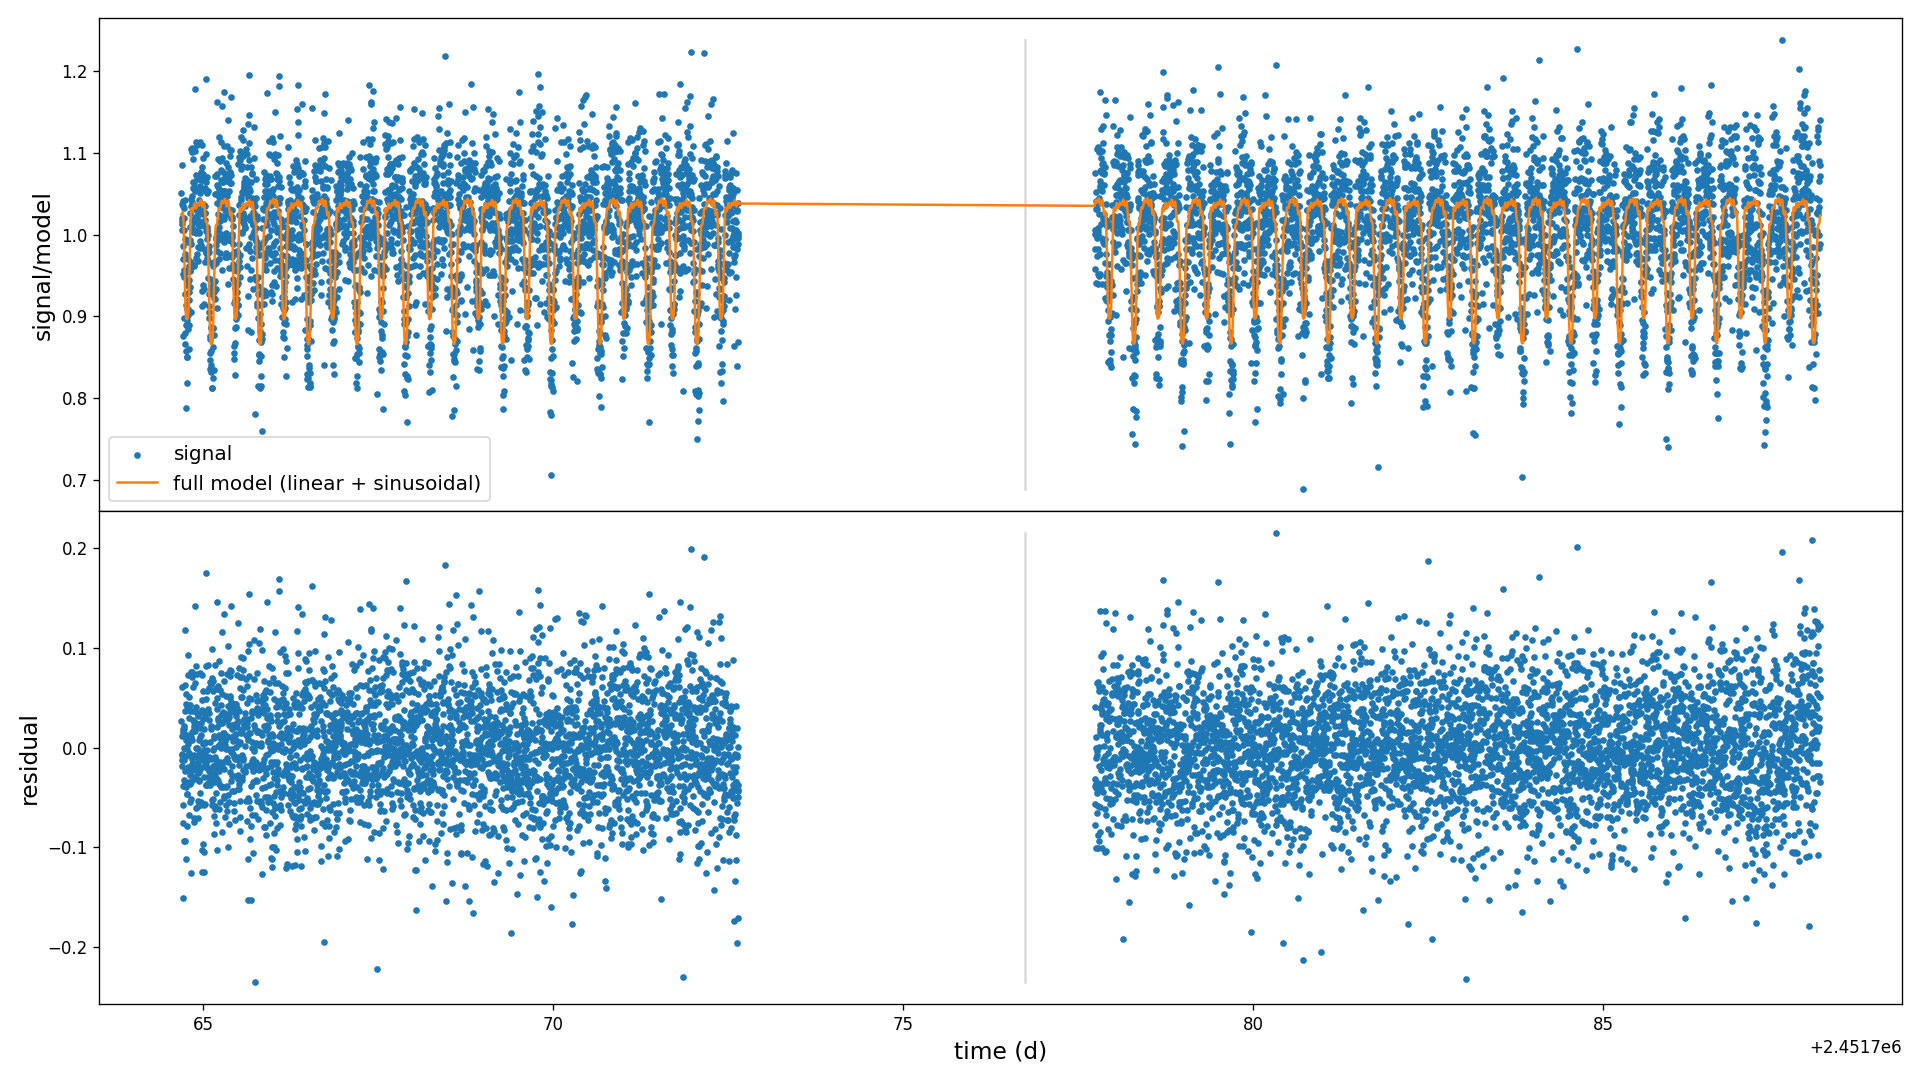 1.2
1.1
1.0
0.9
0.8
0.7
signal/model
signal
full model (linear + sinusoidal)
0.2
0.1
0.0
−0.1
−0.2
residual
65
70
75
80
85
time (d)
+2.4517e6